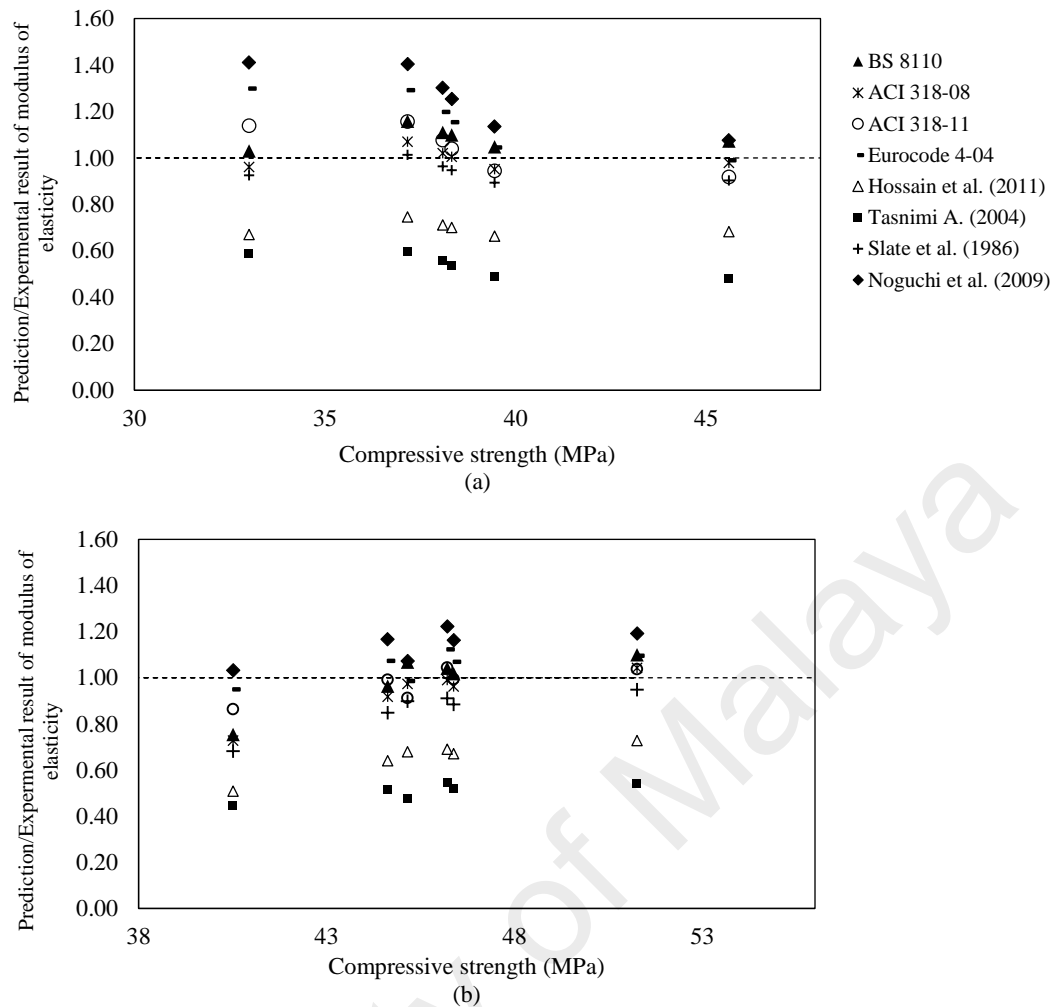 1.60
1.40
1.20
1.00
0.80
0.60
0.40
0.20
0.00
Prediction/Expermental result of modulus of
elasticity
30
35
40
45
Compressive strength (MPa)
(a)
BS 8110
ACI 318-08
ACI 318-11
Eurocode 4-04
Hossain et al. (2011)
Tasnimi A. (2004)
Slate et al. (1986)
Noguchi et al. (2009)
1.60
1.40
1.20
1.00
0.80
0.60
0.40
0.20
0.00
Prediction/Expermental result of modulus of
elasticity
38
43
48
53
Compressive strength (MPa)
(b)
y of Malaya